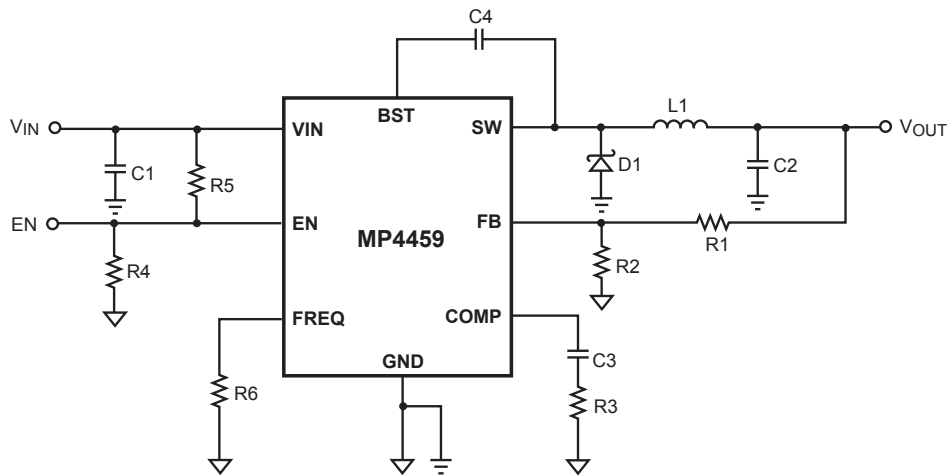 C4
BST
VIN
VIN
SW
L1
VOUT
C1
R5
D1
C2
EN
EN
FB
MP4459
R1
R4
R2
FREQ
COMP
GND
C3
R6
R3